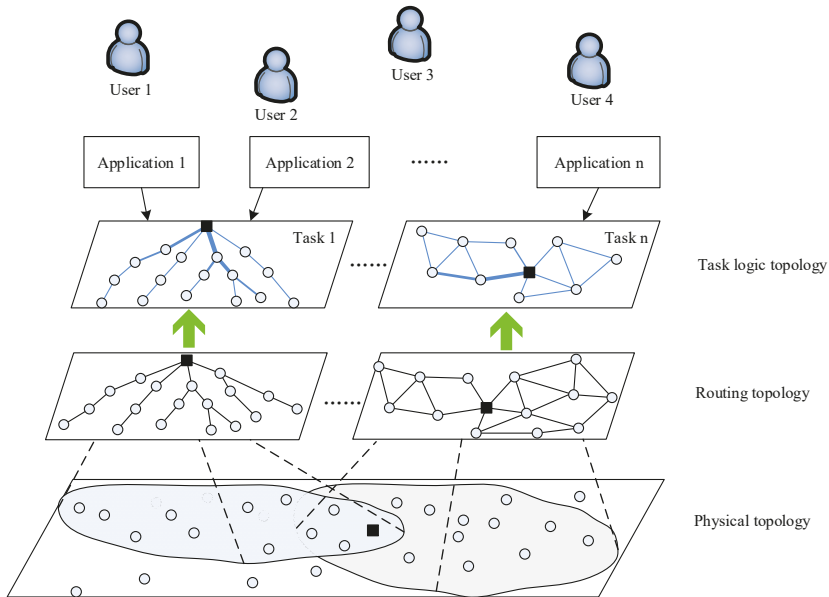 User 1
User 2
User 3
User 4
Application 1
Application 2
......
Application n
Task 1
......
Task n
Task logic topology
......
Routing topology
Physical topology